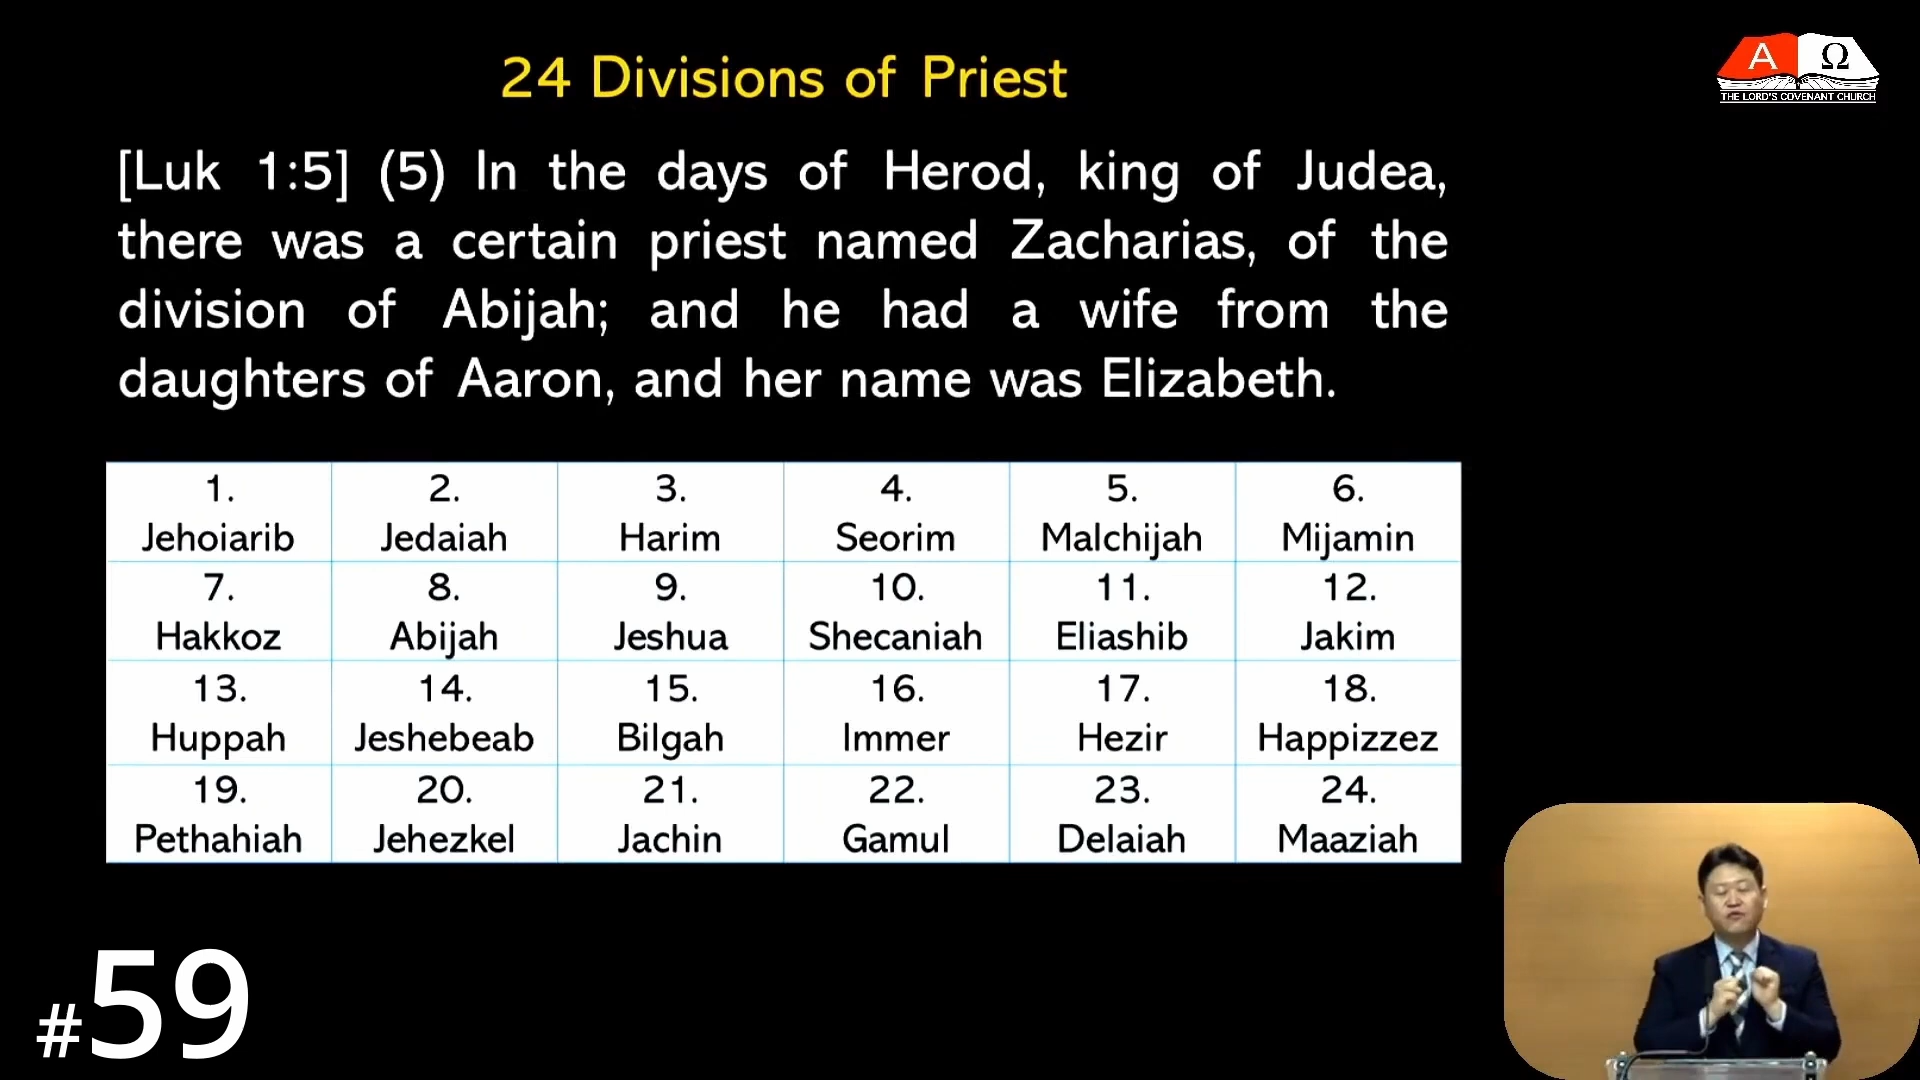 24 Divisions of Priest
A Ω
THE LORD'S COVENANT CHURCH
[Luk 1:5] (5) In the days of Herod, king of Judea,
there was a certain priest named Zacharias, of the
division of Abijah; and he had a wife from the
daughters of Aaron, and her name was Elizabeth.
1. 2. 3. 4. 5. 6.
Jehoiarib Jedaiah Harim Seorim Malchijah Mijamin
7. 8. 9. 10. 11. 12.
Hakkoz Abijah Jeshua Shecaniah Eliashib Jakim
13. 14. 15. 16. 17. 18.
Huppah Jeshebeab Bilgah Immer Hezir Happizzez
19. 20. 21. 22. 23. 24.
Pethahiah Jehezkel Jachin Gamul Delaiah Maaziah
#59